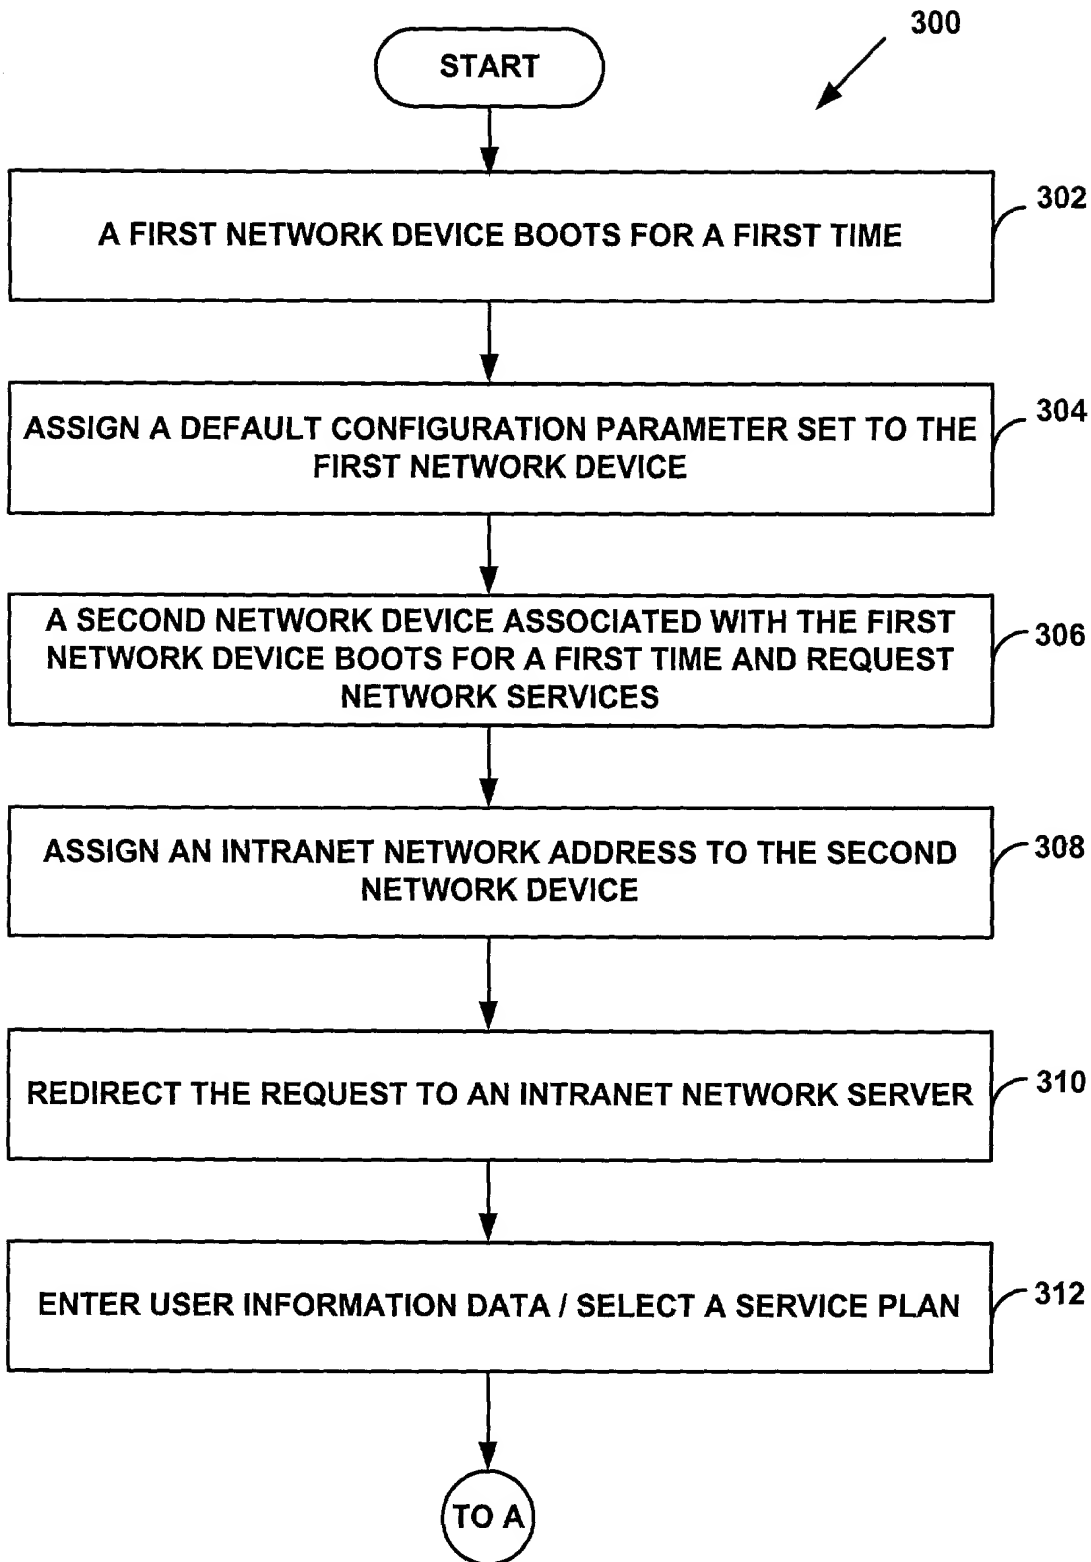 300
START
A FIRST NETWORK DEVICE BOOTS FOR A FIRST TIME
302
ASSIGN A DEFAULT CONFIGURATION PARAMETER SET TO THE
FIRST NETWORK DEVICE
304
A SECOND NETWORK DEVICE ASSOCIATED WITH THE FIRST
NETWORK DEVICE BOOTS FOR A FIRST TIME AND REQUEST
NETWORK SERVICES
306
ASSIGN AN INTRANET NETWORK ADDRESS TO THE SECOND
NETWORK DEVICE
308
REDIRECT THE REQUEST TO AN INTRANET NETWORK SERVER
310
ENTER USER INFORMATION DATA / SELECT A SERVICE PLAN
312
TO A